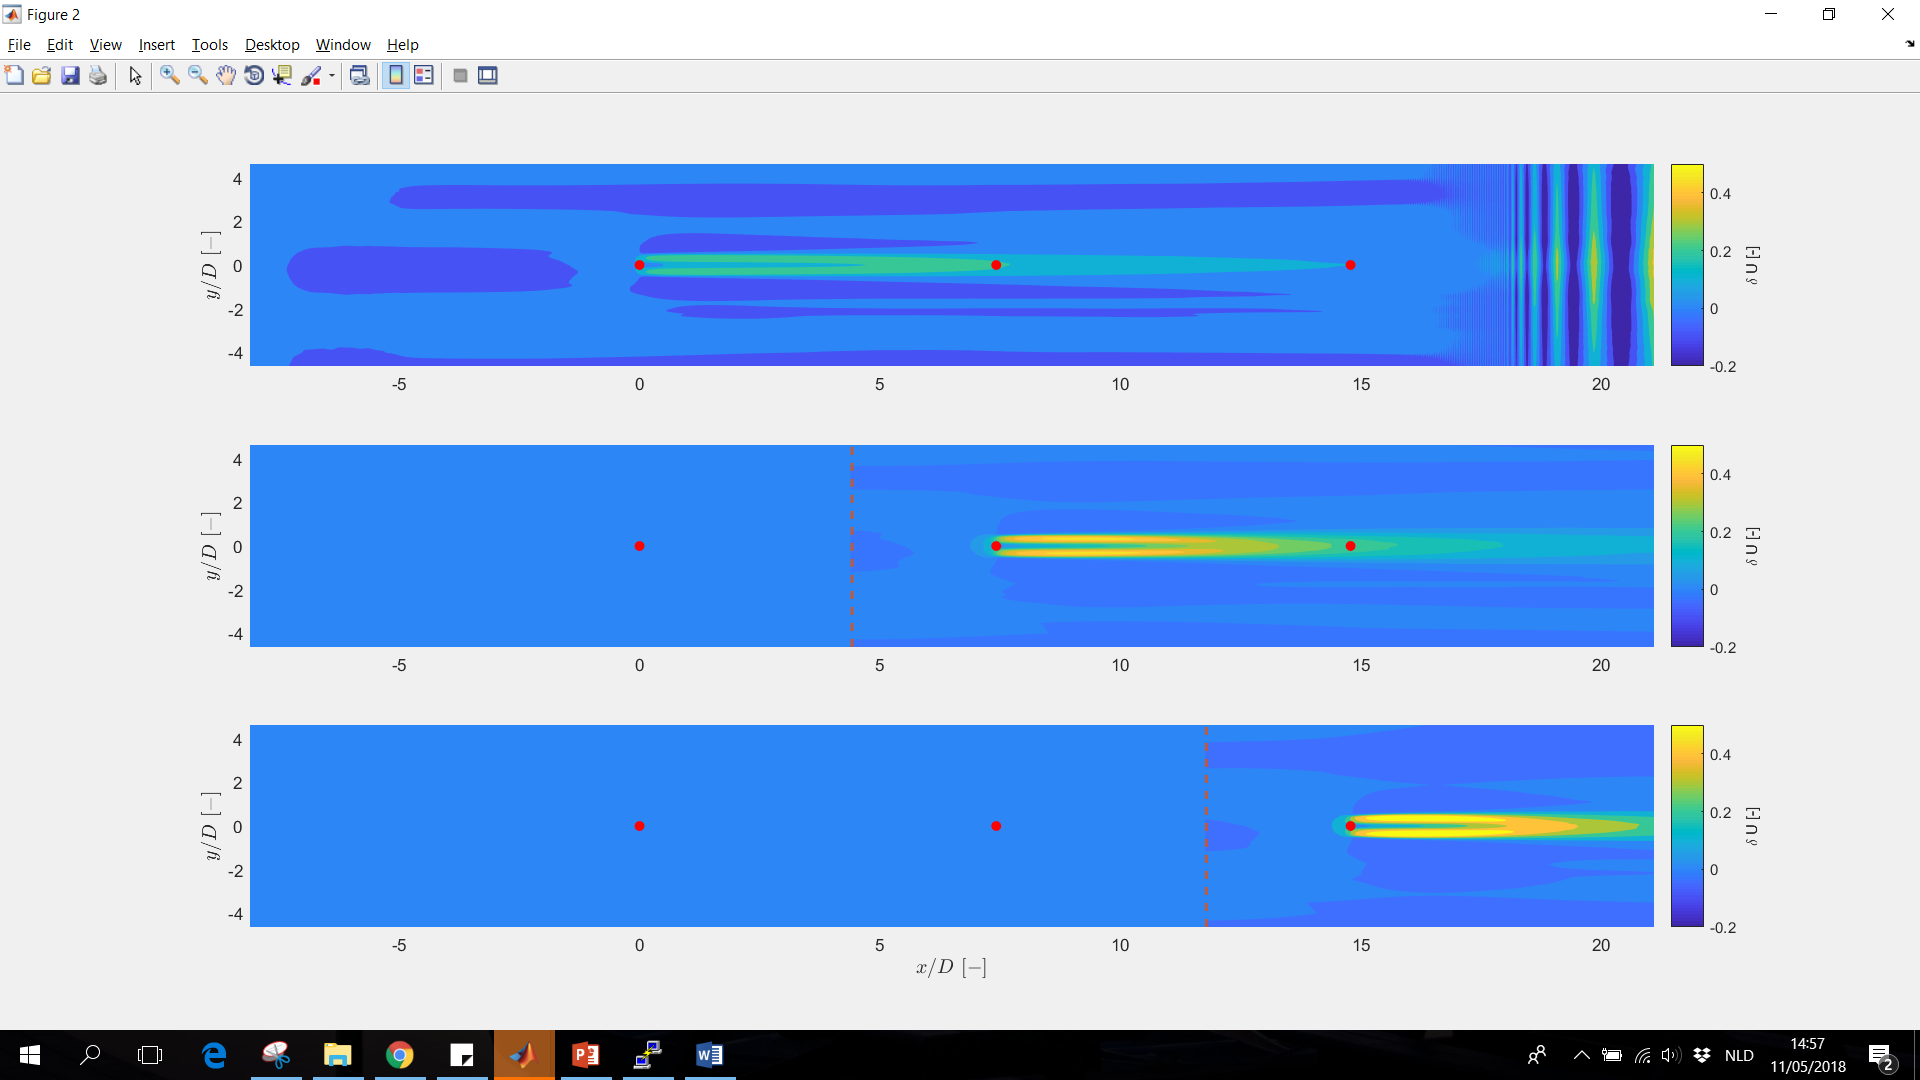 Figure 2
File Edit View Insert Tools Desktop Window Help
4
2
0
-2
-4
y/D [−]
-5 0 5 10 15 20
0.4
0.2
0
-0.2
δ U [-]
4
2
0
-2
-4
y/D [−]
-5 0 5 10 15 20
0.4
0.2
0
-0.2
δ U [-]
4
2
0
-2
-4
y/D [−]
-5 0 5 10 15 20
x/D [−]
0.4
0.2
0
-0.2
δ U [-]
NLD
14:57
11/05/2018
2